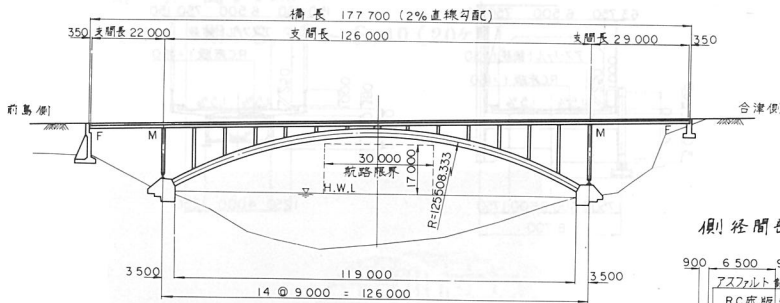 橋長 177 700 (2%直線勾配)
350 支間長 22 000 支間長 126 000 支間長 29 000 350
前島側
合津側
F M M F
30 000
航路限界
17 000
R=125508,333
H.W.L
側径間
3 500 119 000 3 500
14 @ 9 000 = 126 000
900 6 500
アスファルト
RC床版